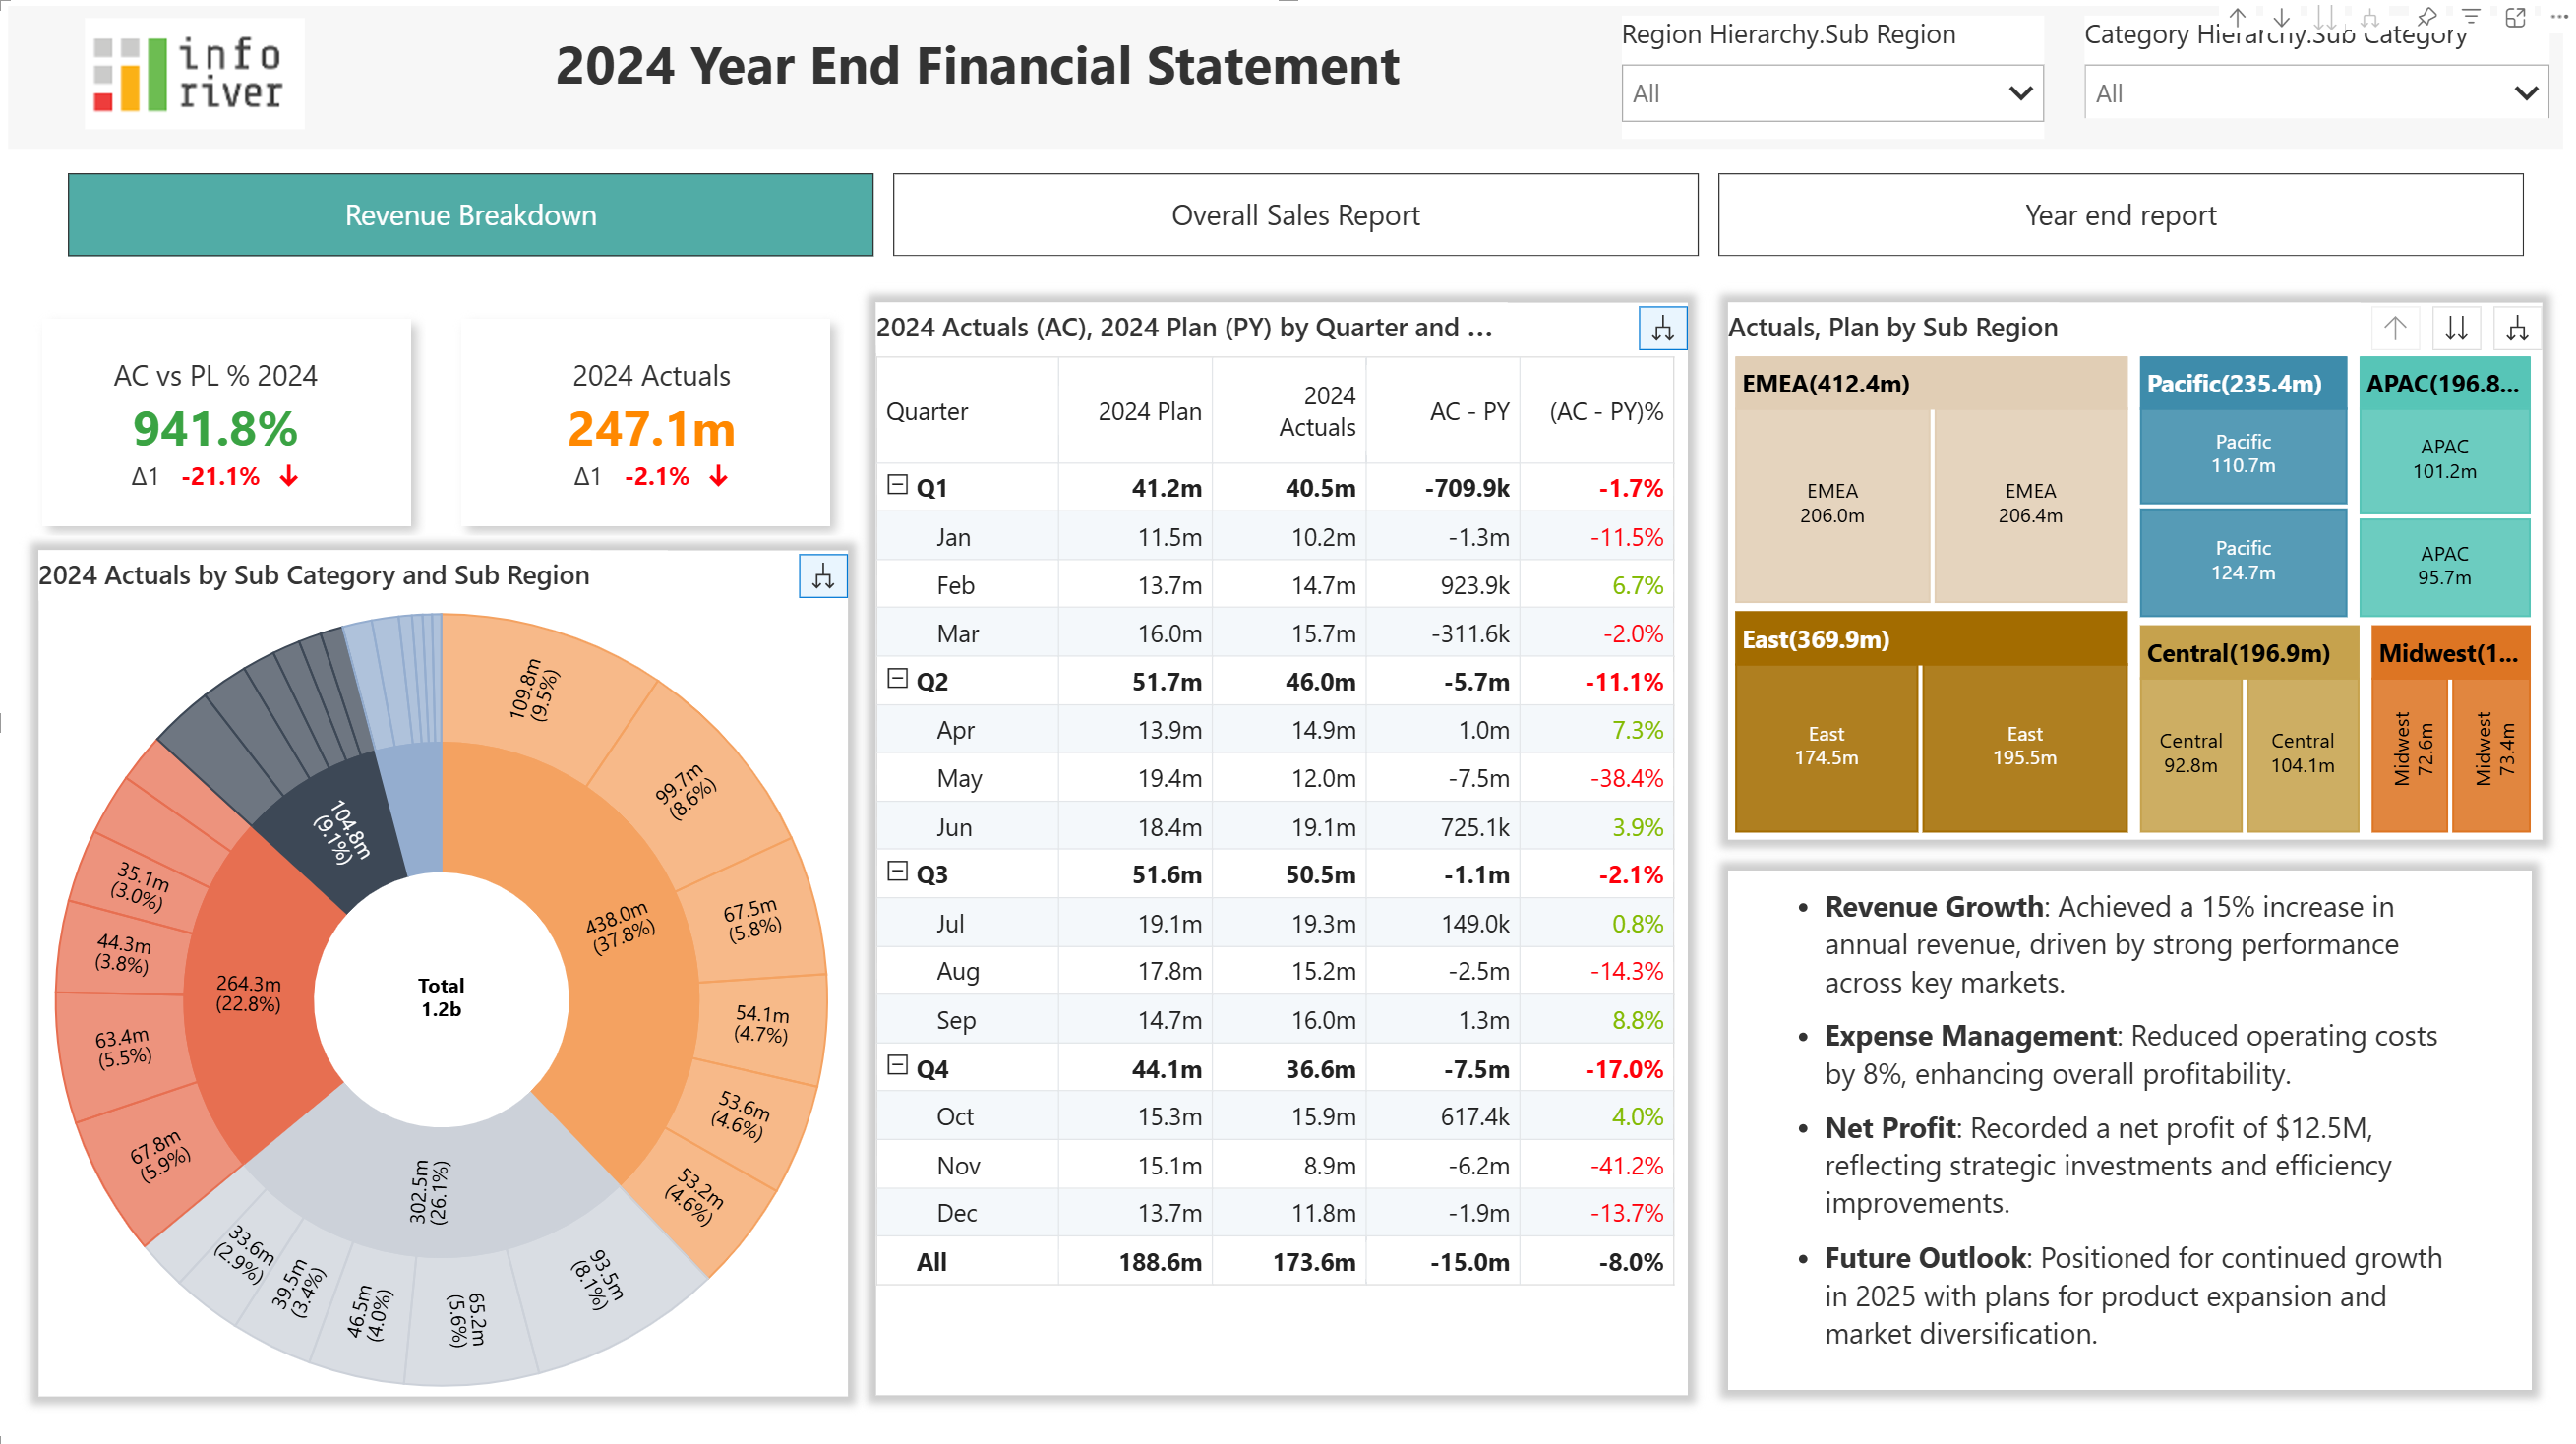 info
river
2024 Year End Financial Statement
Region Hierarchy.Sub Region
All
Category Hierarchy.Sub Category
All
Revenue Breakdown
Overall Sales Report
Year end report
AC vs PL % 2024
941.8%
Δ1 -21.1%
2024 Actuals
247.1m
Δ1 -2.1%
2024 Actuals by Sub Category and Sub Region
109.8m
(9.5%)
99.7m
(8.6%)
67.5m
(5.8%)
54.1m
(4.7%)
53.6m
(4.6%)
53.2m
(4.6%)
438.0m
(37.8%)
93.5m
(8.1%)
65.2m
(5.6%)
46.5m
(4.0%)
39.5m
(3.4%)
33.6m
(2.9%)
302.5m
(26.1%)
67.8m
(5.9%)
63.4m
(5.5%)
44.3m
(3.8%)
35.1m
(3.0%)
264.3m
(22.8%)
104.8m
(9.1%)
Total
1.2b
2024 Actuals (AC), 2024 Plan (PY) by Quarter and ...
Quarter 2024 Plan 2024 Actuals AC - PY (AC - PY)%
Q1 41.2m 40.5m -709.9k -1.7%
Jan 11.5m 10.2m -1.3m -11.5%
Feb 13.7m 14.7m 923.9k 6.7%
Mar 16.0m 15.7m -311.6k -2.0%
Q2 51.7m 46.0m -5.7m -11.1%
Apr 13.9m 14.9m 1.0m 7.3%
May 19.4m 12.0m -7.5m -38.4%
Jun 18.4m 19.1m 725.1k 3.9%
Q3 51.6m 50.5m -1.1m -2.1%
Jul 19.1m 19.3m 149.0k 0.8%
Aug 17.8m 15.2m -2.5m -14.3%
Sep 14.7m 16.0m 1.3m 8.8%
Q4 44.1m 36.6m -7.5m -17.0%
Oct 15.3m 15.9m 617.4k 4.0%
Nov 15.1m 8.9m -6.2m -41.2%
Dec 13.7m 11.8m -1.9m -13.7%
All 188.6m 173.6m -15.0m -8.0%
Actuals, Plan by Sub Region
EMEA(412.4m)
EMEA
206.0m
EMEA
206.4m
East(369.9m)
East
174.5m
East
195.5m
Pacific(235.4m)
Pacific
110.7m
Pacific
124.7m
APAC(196.8...
APAC
101.2m
APAC
95.7m
Central(196.9m)
Central
92.8m
Central
104.1m
Midwest(1...
Midwest
72.6m
Midwest
73.4m
• Revenue Growth: Achieved a 15% increase in
annual revenue, driven by strong performance
across key markets.
• Expense Management: Reduced operating costs
by 8%, enhancing overall profitability.
• Net Profit: Recorded a net profit of $12.5M,
reflecting strategic investments and efficiency
improvements.
• Future Outlook: Positioned for continued growth
in 2025 with plans for product expansion and
market diversification.